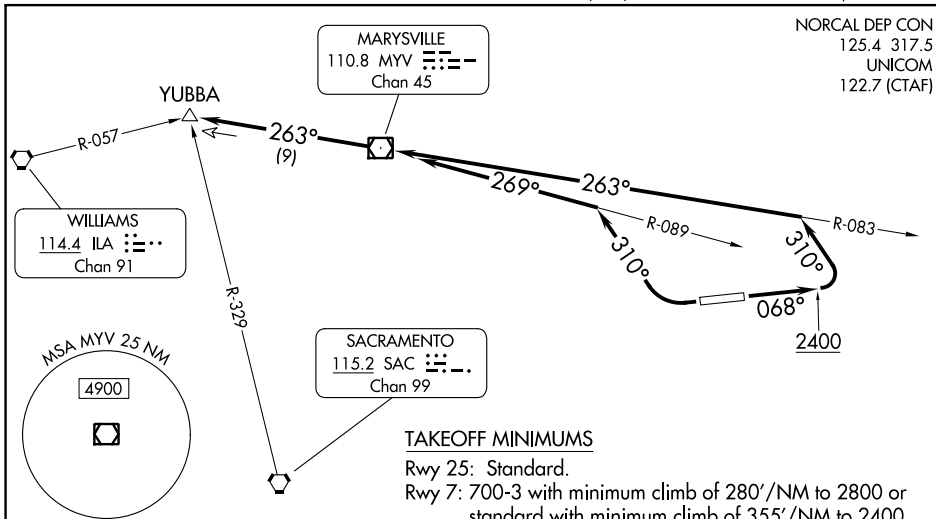 NORCAL DEP CON
125.4 317.5
UNICOM
122.7 (CTAF)
MARYSVILLE
110.8 MYV
Chan 45
YUBBA
R-057
263°
(9)
269°
263°
R-089
R-083
310°
310°
068°
2400
WILLIAMS
114.4 ILA
Chan 91
R-329
SACRAMENTO
115.2 SAC
Chan 99
MSA MYV 25 NM
4900
TAKEOFF MINIMUMS
Rwy 25: Standard.
Rwy 7: 700-3 with minimum climb of 280'/NM to 2800 or
standard with minimum climb of 355'/NM to 2400.